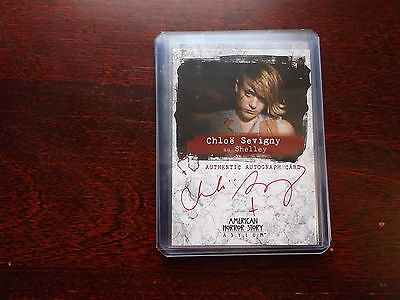 Chloë Sevigny
as Shelley
AUTHENTIC AUTOGRAPH CARD
AMERICAN
HORROR STORY
ASYLUM